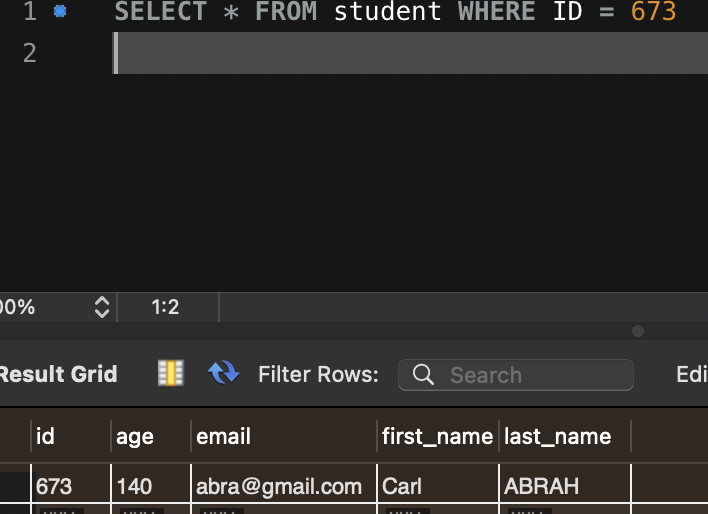 1 SELECT * FROM student WHERE ID = 673
2
00% 1:2
Result Grid Filter Rows: Search Edi
id age email first_name last_name
673 140 abra@gmail.com Carl ABRAH